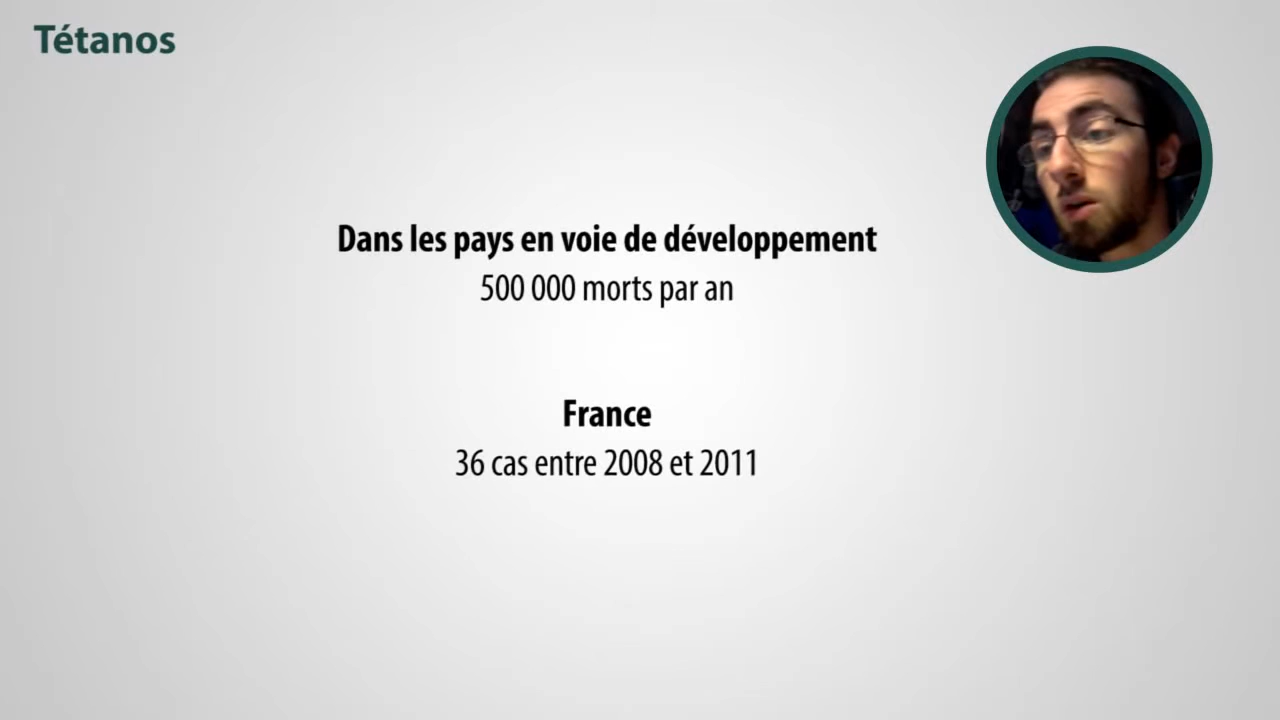 Tétanos
Dans les pays en voie de développement
500 000 morts par an
France
36 cas entre 2008 et 2011